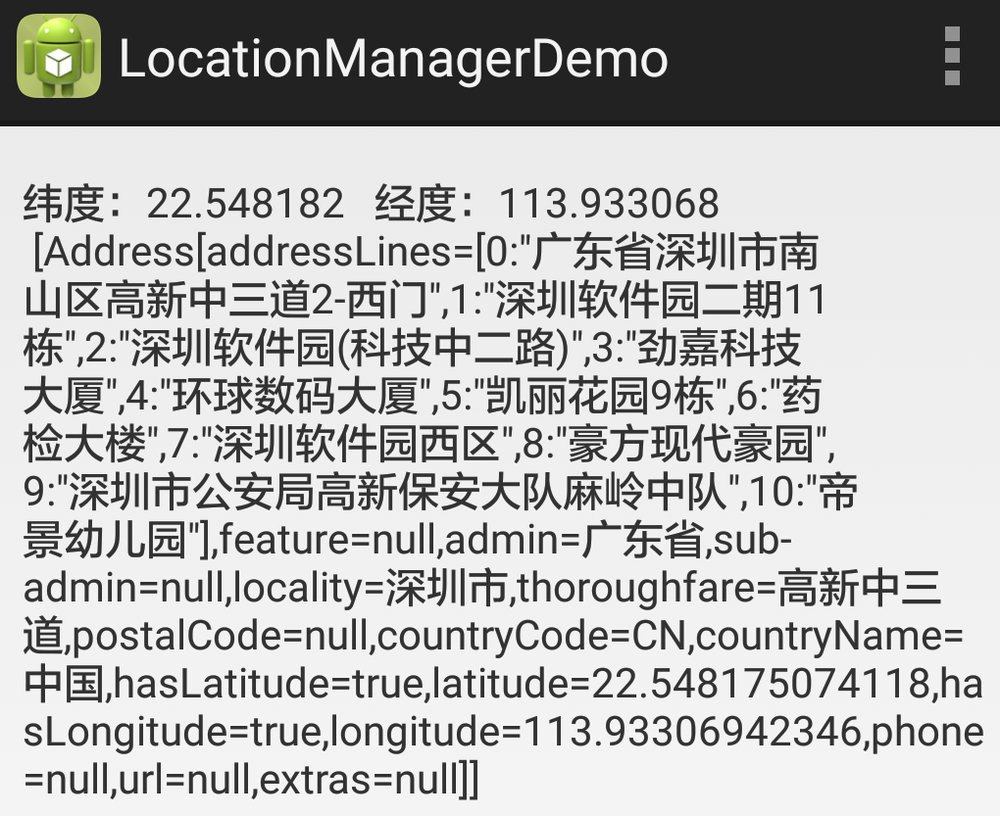 LocationManagerDemo
纬度：22.548182 经度：113.933068
[Address[addressLines=[0:"广东省深圳市南
山区高新中三道2-西门",1:"深圳软件园二期11
栋",2:"深圳软件园(科技中二路)",3:"劲嘉科技
大厦",4:"环球数码大厦",5:"凯丽花园9栋",6:"药
检大楼",7:"深圳软件园西区",8:"豪方现代豪园",
9:"深圳市公安局高新保安大队麻岭中队",10:"帝
景幼儿园"],feature=null,admin=广东省,sub-
admin=null,locality=深圳市,thoroughfare=高新中三
道,postalCode=null,countryCode=CN,countryName=
中国,hasLatitude=true,latitude=22.548175074118,ha
sLongitude=true,longitude=113.93306942346,phone
=null,url=null,extras=null]]